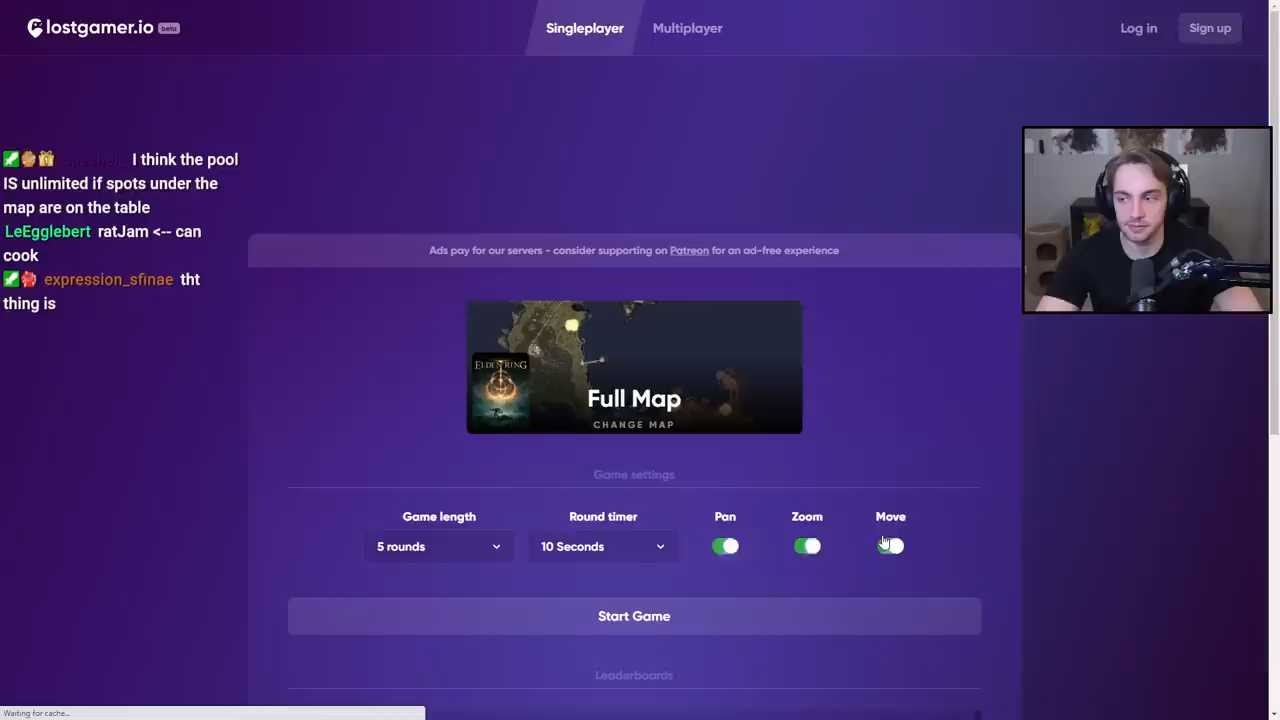 lostgamer.io beta
Singleplayer
Multiplayer
Log in
Sign up
I think the pool
IS unlimited if spots under the
map are on the table
LeEgglebert ratJam <-- can
cook
expression_sfinae tht
thing is
Ads pay for our servers - consider supporting on Patreon for an ad-free experience
ELDEN RING
Full Map
CHANGE MAP
Game settings
Game length
Round timer
Pan
Zoom
Move
5 rounds
10 Seconds
Start Game
Leaderboards
Waiting for cache...